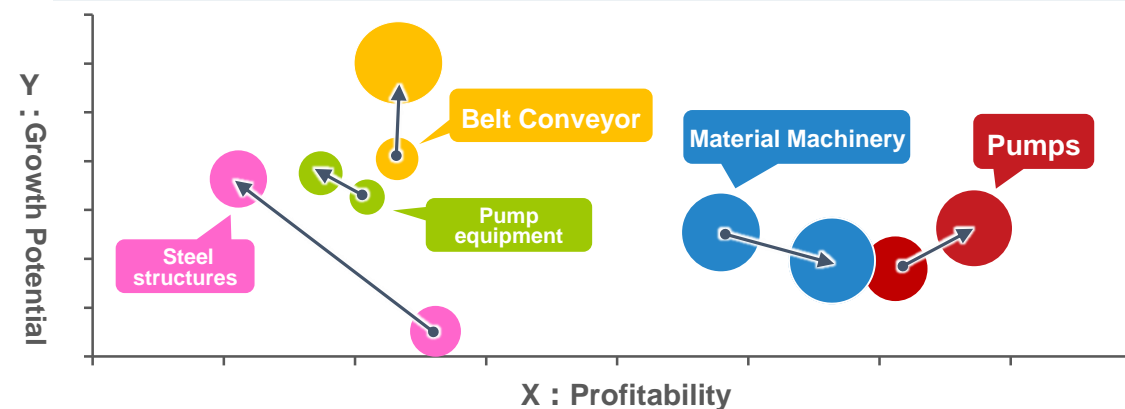 Y：Growth Potential
Belt Conveyor
Material Machinery
Pumps
Pump
equipment
Steel
structures
X：Profitability